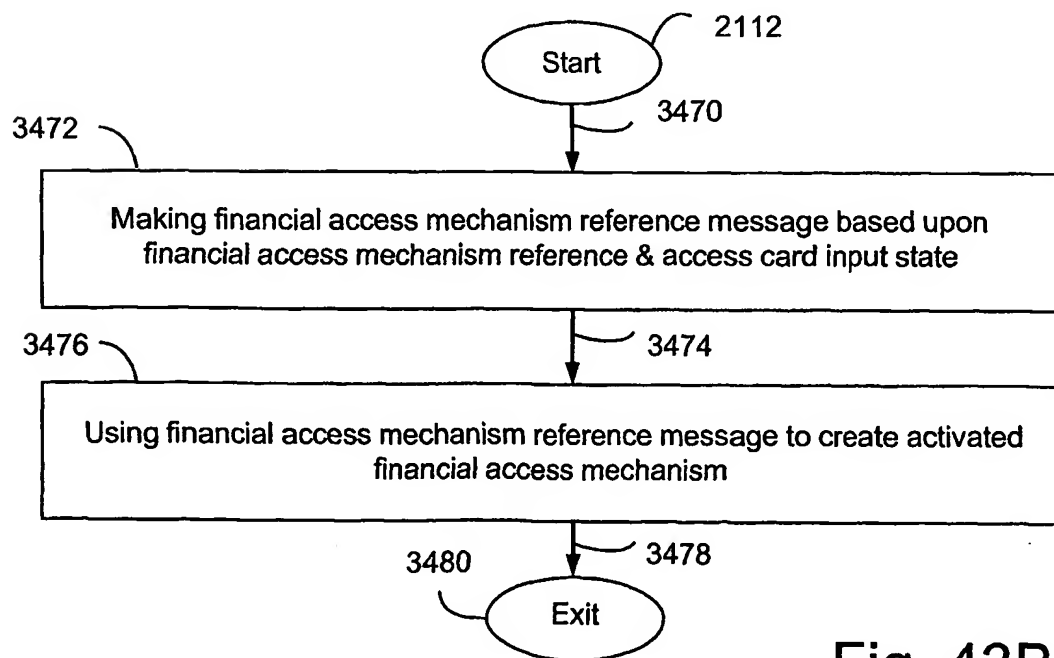 2112
Start
3470
3472
Making financial access mechanism reference message based upon
financial access mechanism reference & access card input state
3474
3476
Using financial access mechanism reference message to create activated
financial access mechanism
3478
3480
Exit